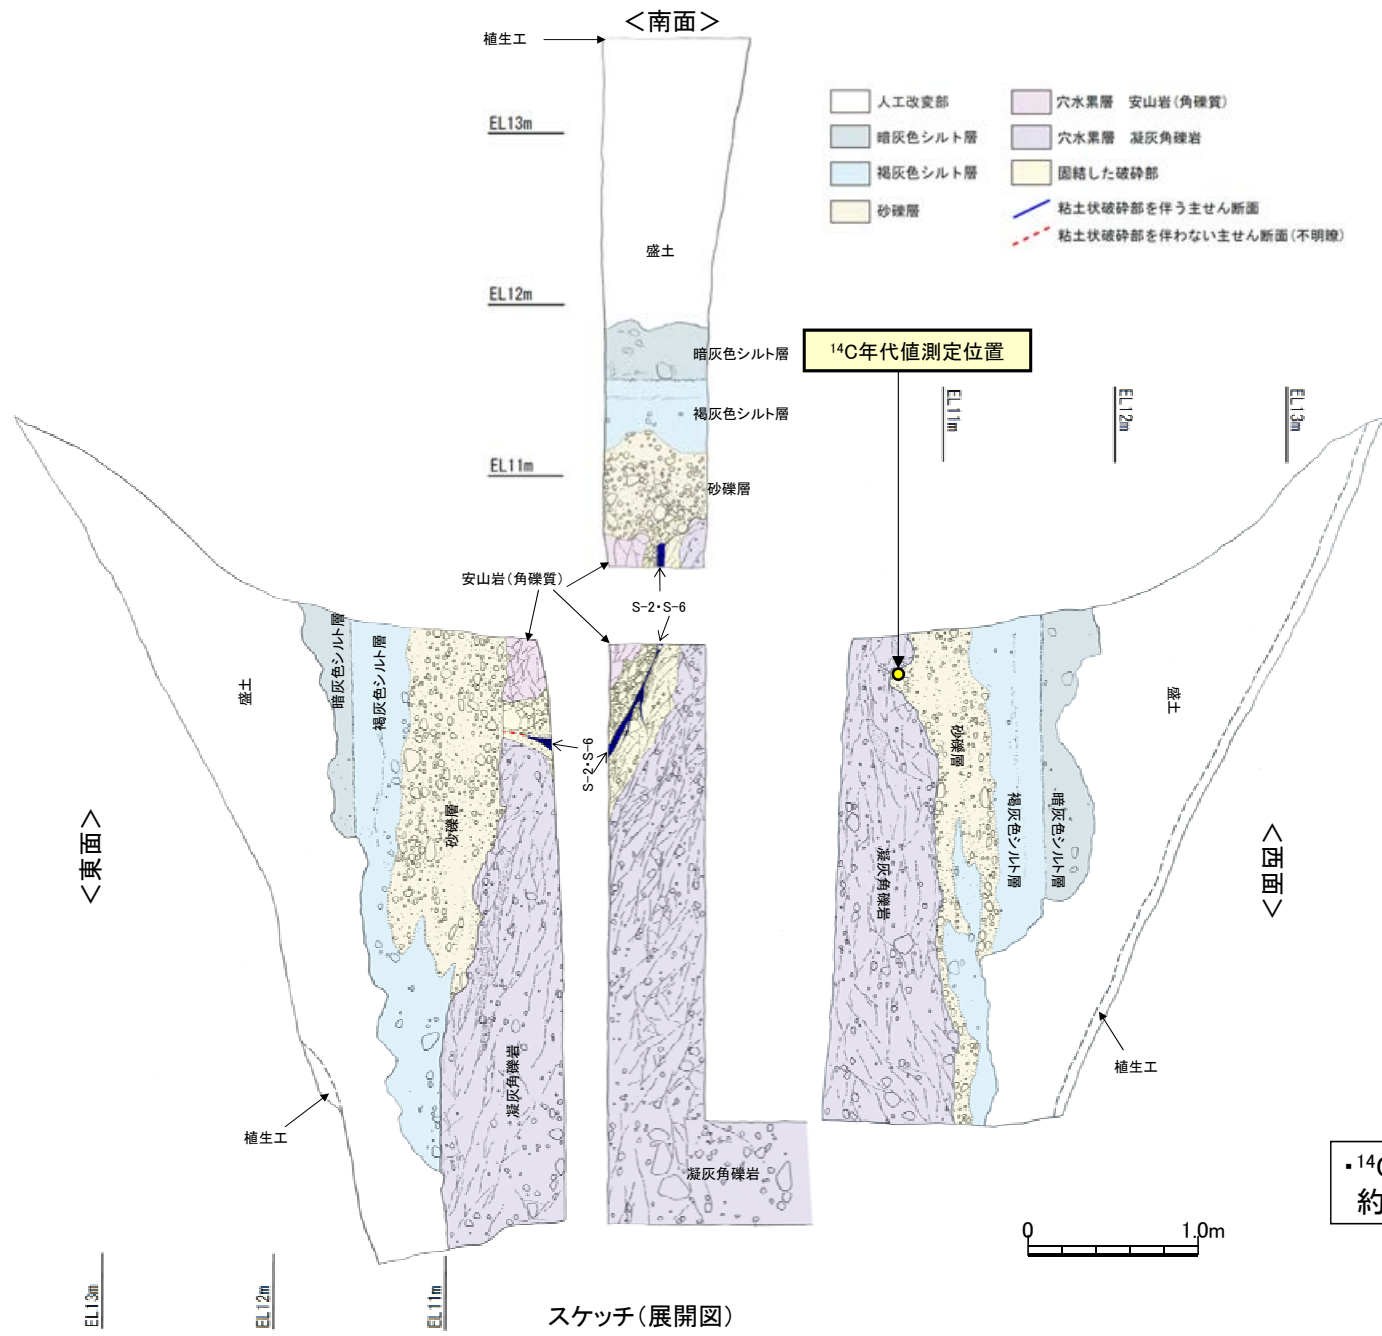 ＜南面＞
植生工
EL13m
盛土
EL12m
暗灰色シルト層
褐灰色シルト層
EL11m
砂礫層
人工改変部
暗灰色シルト層
褐灰色シルト層
砂礫層
穴水累層　安山岩(角礫質)
穴水累層　凝灰角礫岩
固結した破砕部
粘土状破砕部を伴う主せん断面
粘土状破砕部を伴わない主せん断面(不明瞭)
¹⁴C年代値測定位置
EL11m
EL12m
EL13m
安山岩(角礫質)
S-2・S-6
S-2・S-6
＜東面＞
盛土
暗灰色シルト層
褐灰色シルト層
砂礫層
凝灰角礫岩
植生工
凝灰角礫岩
凝灰角礫岩
砂礫層
褐灰色シルト層
暗灰色シルト層
盛土
＜西面＞
植生工
・¹⁴C
約
0 1.0m
EL13m
EL12m
EL11m
スケッチ(展開図)